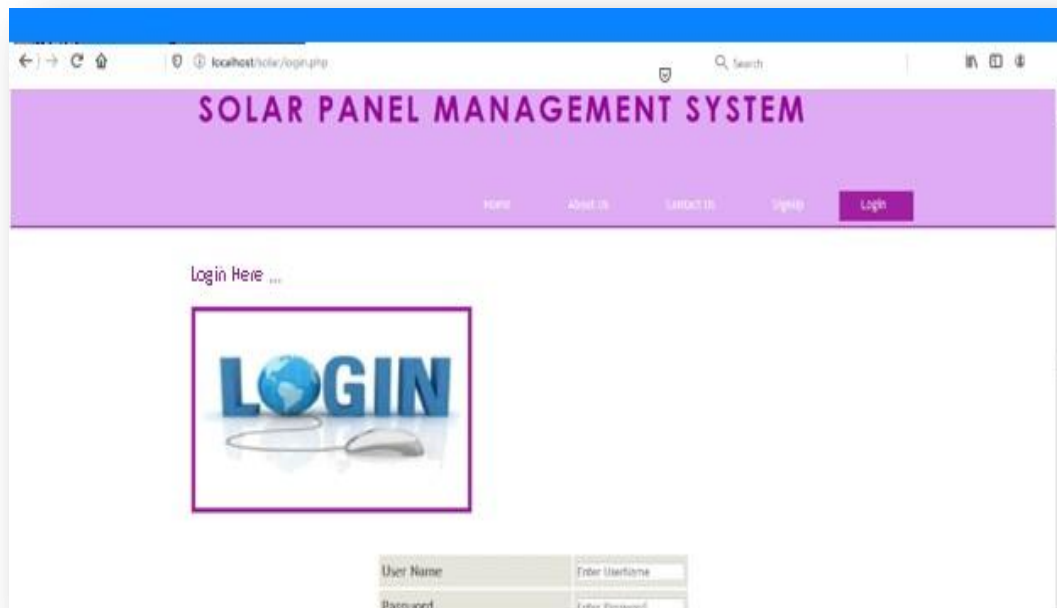 localhost/solar/login.php
Search
SOLAR PANEL MANAGEMENT SYSTEM
Home About Us Contact Us SignUp Login
Login Here ...
LOGIN
User Name Enter UserName
Password Enter Password